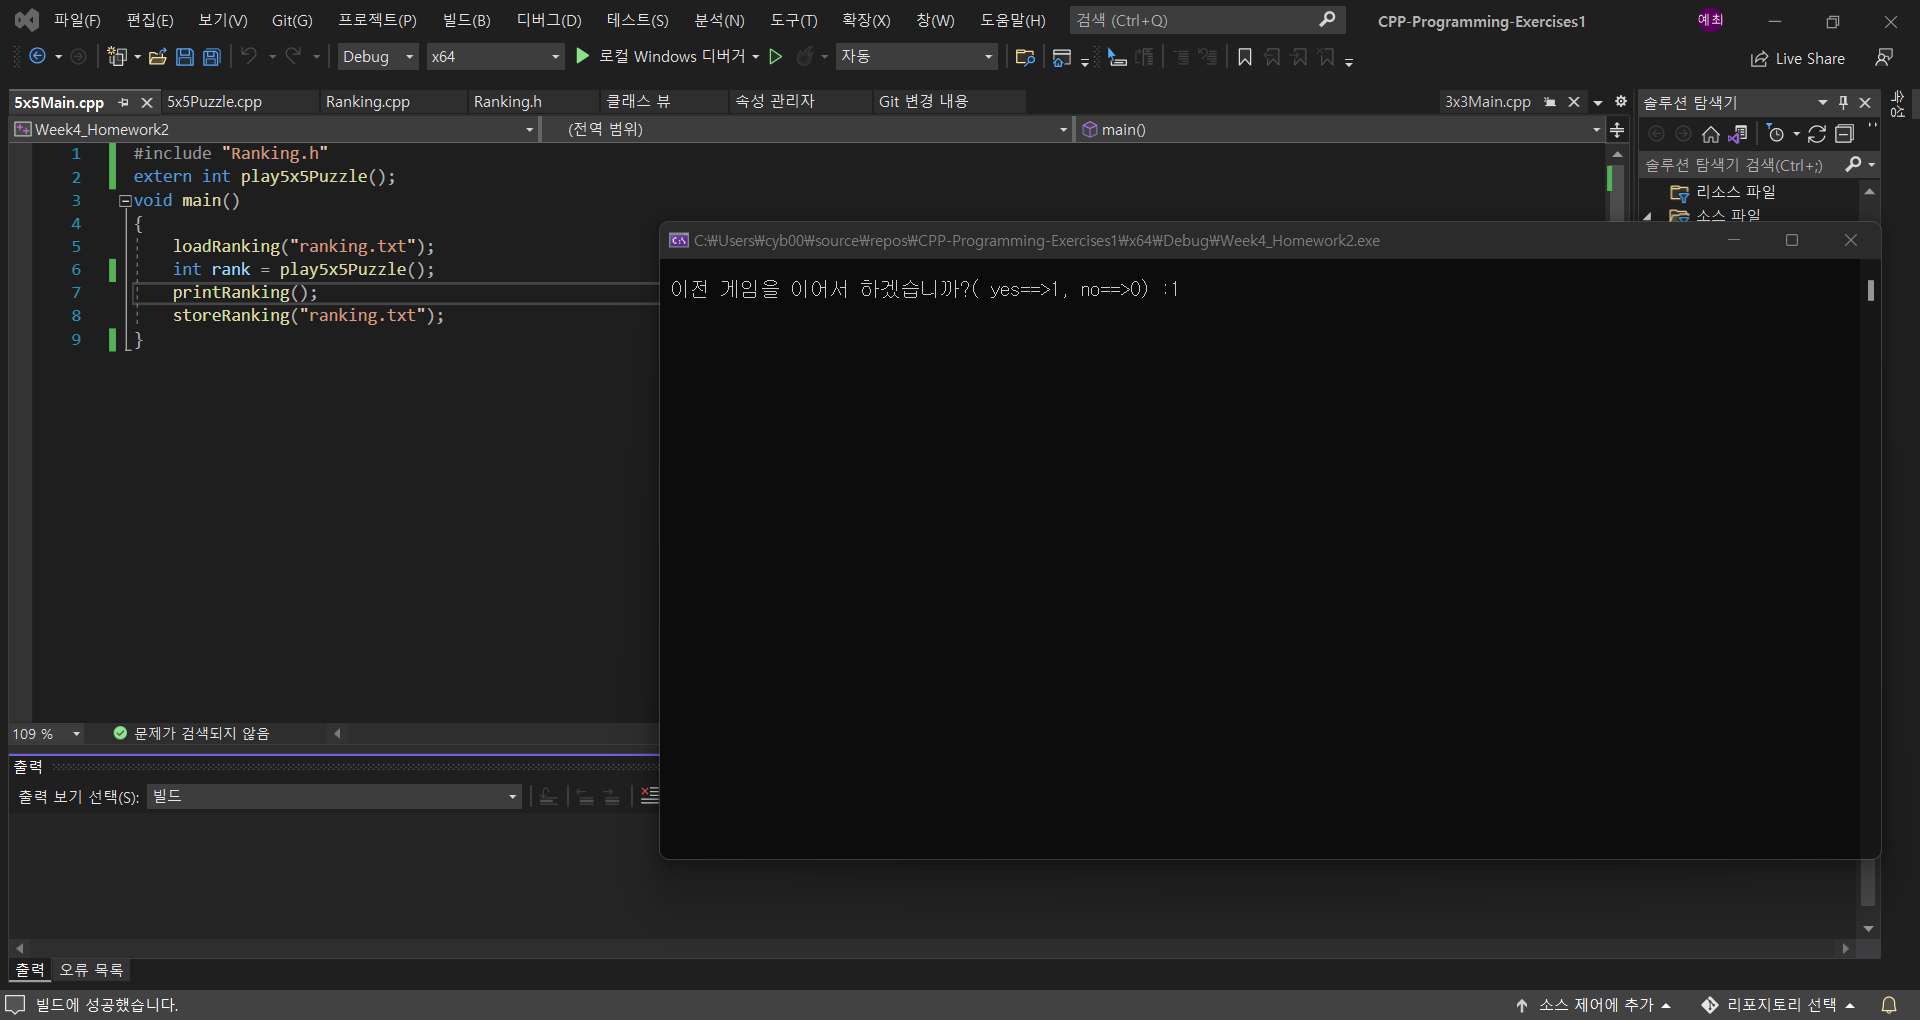 파일(F) 편집(E) 보기(V) Git(G) 프로젝트(P) 빌드(B) 디버그(D) 테스트(S) 분석(N) 도구(T) 확장(X) 창(W) 도움말(H) 검색 (Ctrl+Q) CPP-Programming-Exercises1 예최
Debug x64 로컬 Windows 디버거 자동 Live Share
5x5Main.cpp 5x5Puzzle.cpp Ranking.cpp Ranking.h 클래스 뷰 속성 관리자 Git 변경 내용 3x3Main.cpp 솔루션 탐색기 속성
Week4_Homework2 (전역 범위) main()
솔루션 탐색기 검색(Ctrl+;)
리소스 파일
소스 파일
1 #include "Ranking.h"
2 extern int play5x5Puzzle();
3 void main()
4 {
5 loadRanking("ranking.txt");
6 int rank = play5x5Puzzle();
7 printRanking();
8 storeRanking("ranking.txt");
9 }
C:₩Users₩cyb00₩source₩repos₩CPP-Programming-Exercises1₩x64₩Debug₩Week4_Homework2.exe
이전 게임을 이어서 하겠습니까?( yes==>1, no==>0) :1
109 % 문제가 검색되지 않음
출력
출력 보기 선택(S): 빌드
출력 오류 목록
빌드에 성공했습니다. 소스 제어에 추가 리포지토리 선택